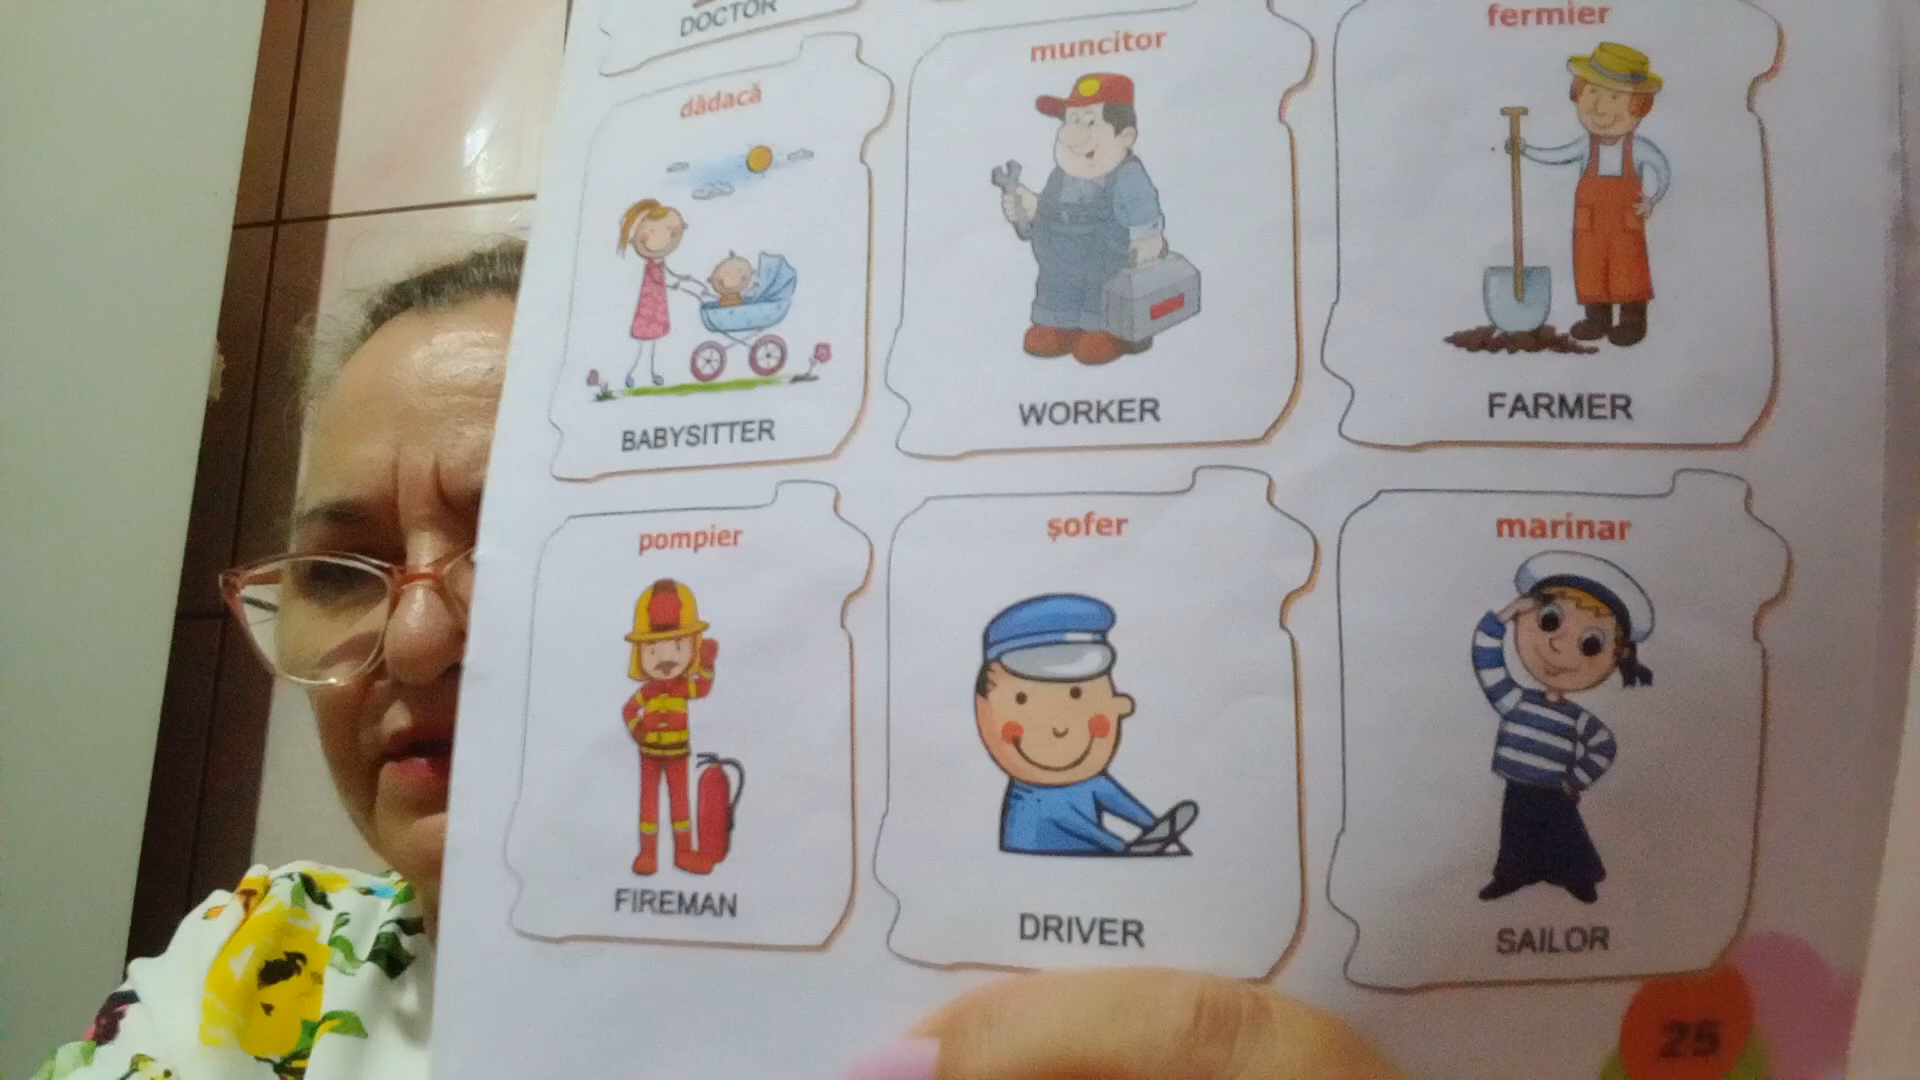 DOCTOR
dădacă
BABYSITTER
muncitor
WORKER
fermier
FARMER
pompier
FIREMAN
șofer
DRIVER
marinar
SAILOR
25